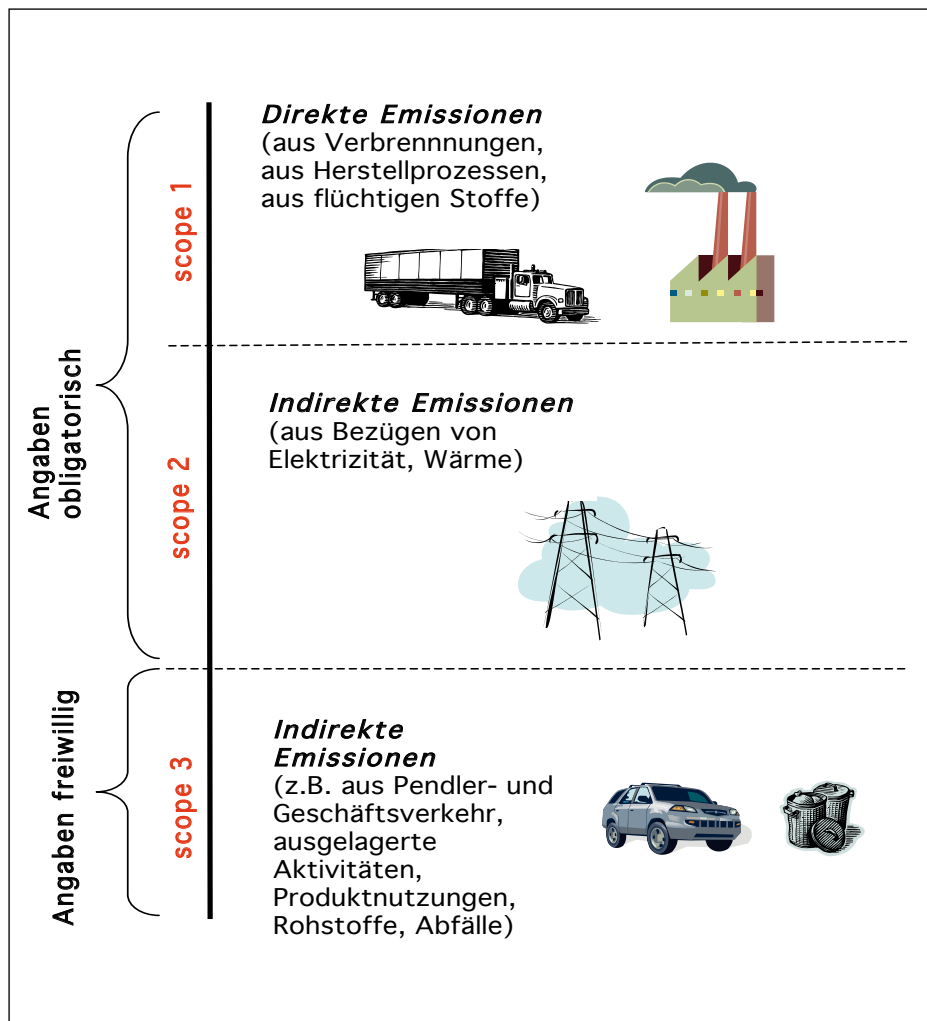 Angaben
obligatorisch
scope 1
Direkte Emissionen
(aus Verbrennnungen,
aus Herstellprozessen,
aus flüchtigen Stoffe)
scope 2
Indirekte Emissionen
(aus Bezügen von
Elektrizität, Wärme)
Angaben freiwillig
scope 3
Indirekte
Emissionen
(z.B. aus Pendler- und
Geschäftsverkehr,
ausgelagerte
Aktivitäten,
Produktnutzungen,
Rohstoffe, Abfälle)